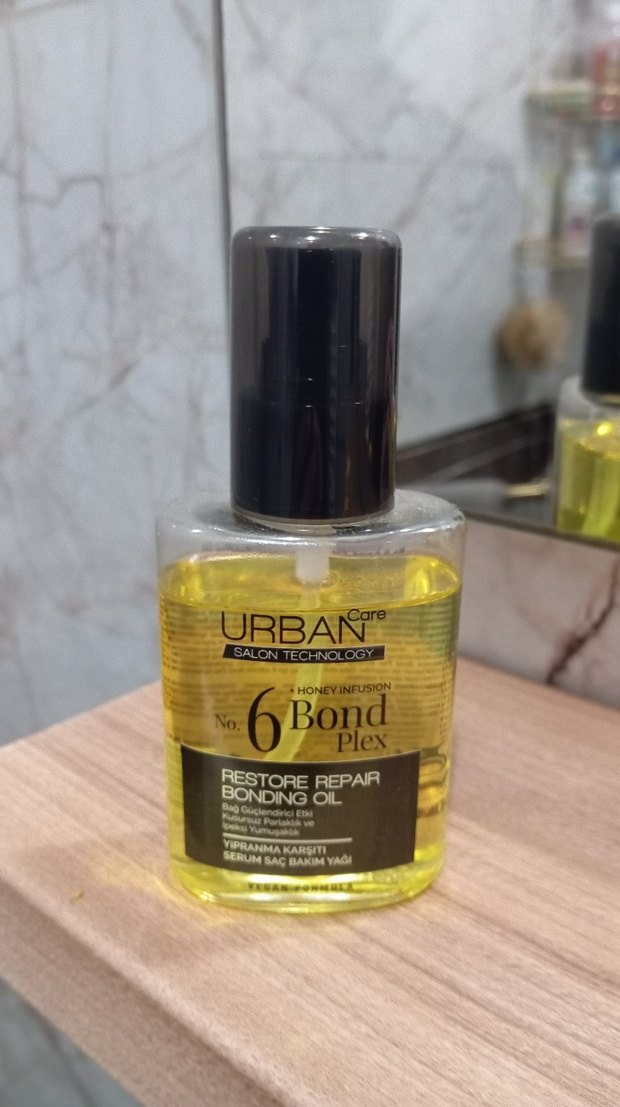 URBAN Care
SALON TECHNOLOGY
+ HONEY INFUSION
No. 6 Bond
Plex
RESTORE REPAIR
BONDING OIL
Bağ Güçlendirici Etki
Kusursuz Parlaklık ve
İpeksi Yumuşaklık
YIPRANMA KARŞITI
SERUM SAÇ BAKIM YAĞI
VEGAN FORMULA